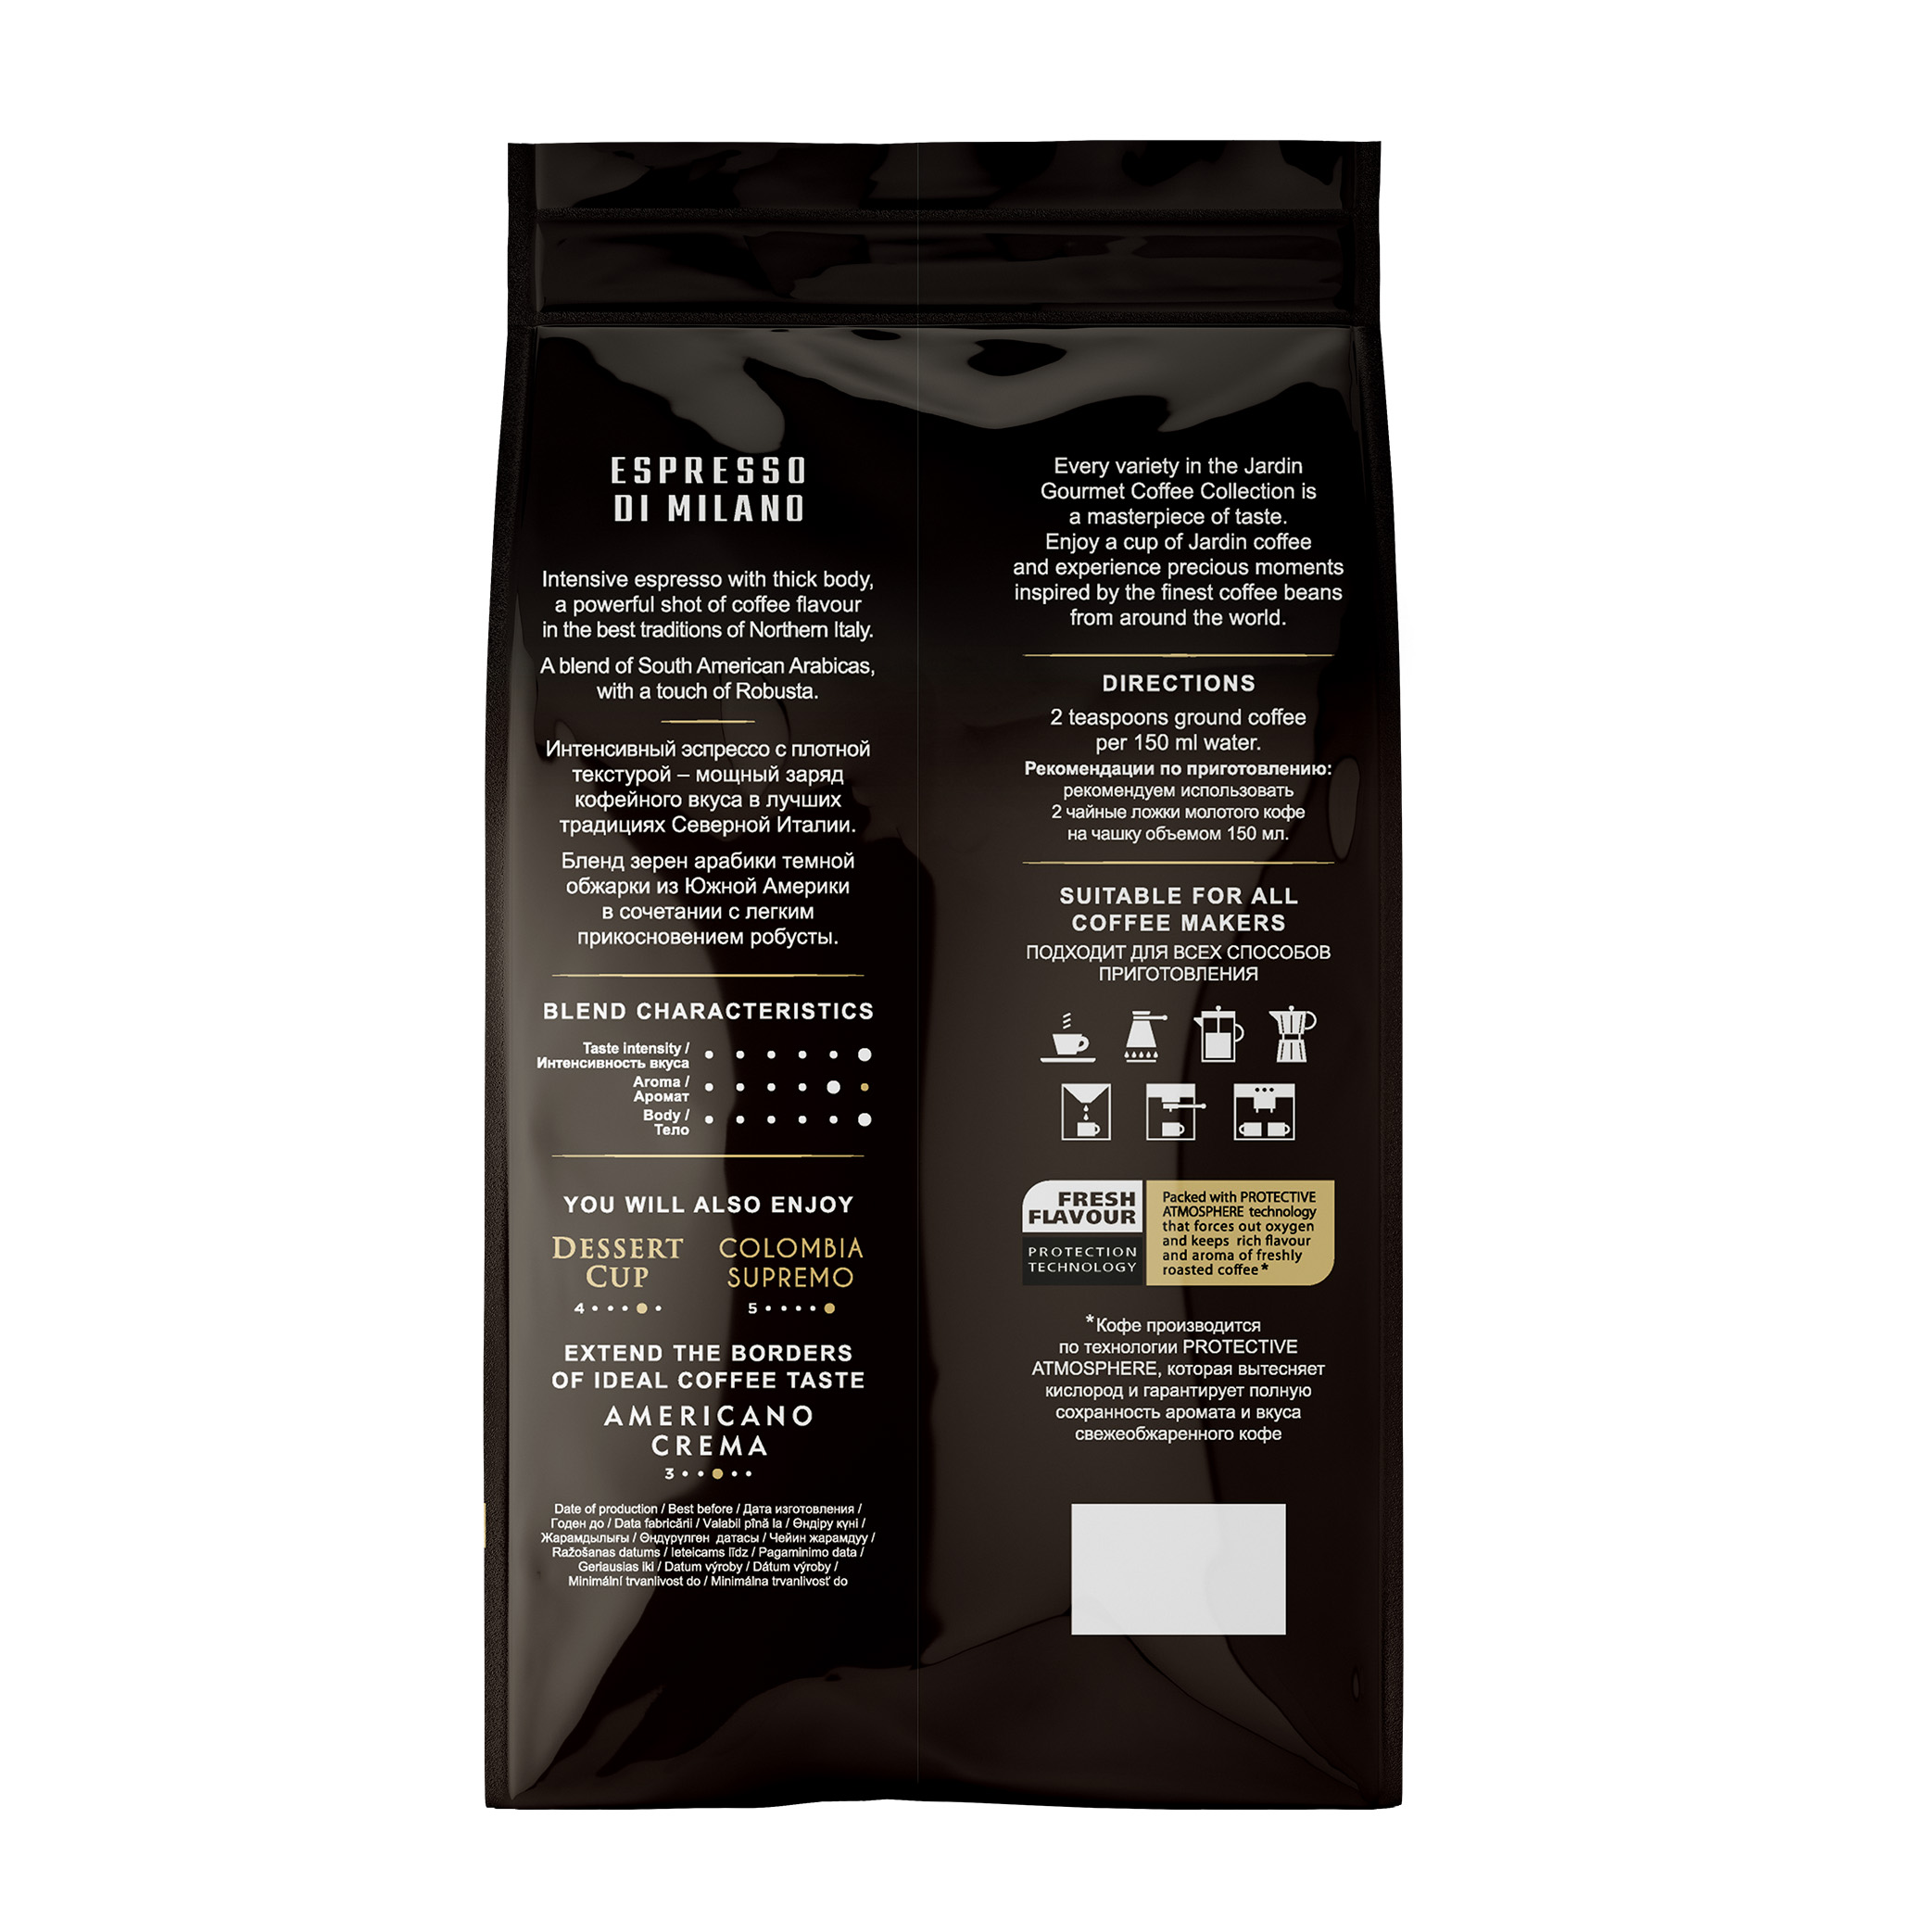 ESPRESSO
DI MILANO
Intensive espresso with thick body,
a powerful shot of coffee flavour
in the best traditions of Northern Italy.
A blend of South American Arabicas,
with a touch of Robusta.
Интенсивный эспрессо с плотной
текстурой – мощный заряд
кофейного вкуса в лучших
традициях Северной Италии.
Бленд зерен арабики темной
обжарки из Южной Америки
в сочетании с легким
прикосновением робусты.
BLEND CHARACTERISTICS
Taste intensity /
Интенсивность вкуса
Aroma /
Аромат
Body /
Тело
YOU WILL ALSO ENJOY
DESSERT
CUP
4
COLOMBIA
SUPREMO
5
EXTEND THE BORDERS
OF IDEAL COFFEE TASTE
AMERICANO
CREMA
3
Date of production / Best before / Дата изготовления /
Годен до / Data fabricării / Valabil pînă la / Өндіру күні /
Жарамдылығы / Өндүрүлгөн датасы / Чейин жарамдуу /
Ražošanas datums / Ieteicams līdz / Pagaminimo data /
Geriausias iki / Datum výroby / Dátum výroby /
Minimální trvanlivost do / Minimálna trvanlivosť do
Every variety in the Jardin
Gourmet Coffee Collection is
a masterpiece of taste.
Enjoy a cup of Jardin coffee
and experience precious moments
inspired by the finest coffee beans
from around the world.
DIRECTIONS
2 teaspoons ground coffee
per 150 ml water.
Рекомендации по приготовлению:
рекомендуем использовать
2 чайные ложки молотого кофе
на чашку объемом 150 мл.
SUITABLE FOR ALL
COFFEE MAKERS
ПОДХОДИТ ДЛЯ ВСЕХ СПОСОБОВ
ПРИГОТОВЛЕНИЯ
FRESH
FLAVOUR
PROTECTION
TECHNOLOGY
Packed with PROTECTIVE
ATMOSPHERE technology
that forces out oxygen
and keeps rich flavour
and aroma of freshly
roasted coffee*
*Кофе производится
по технологии PROTECTIVE
ATMOSPHERE, которая вытесняет
кислород и гарантирует полную
сохранность аромата и вкуса
свежеобжаренного кофе